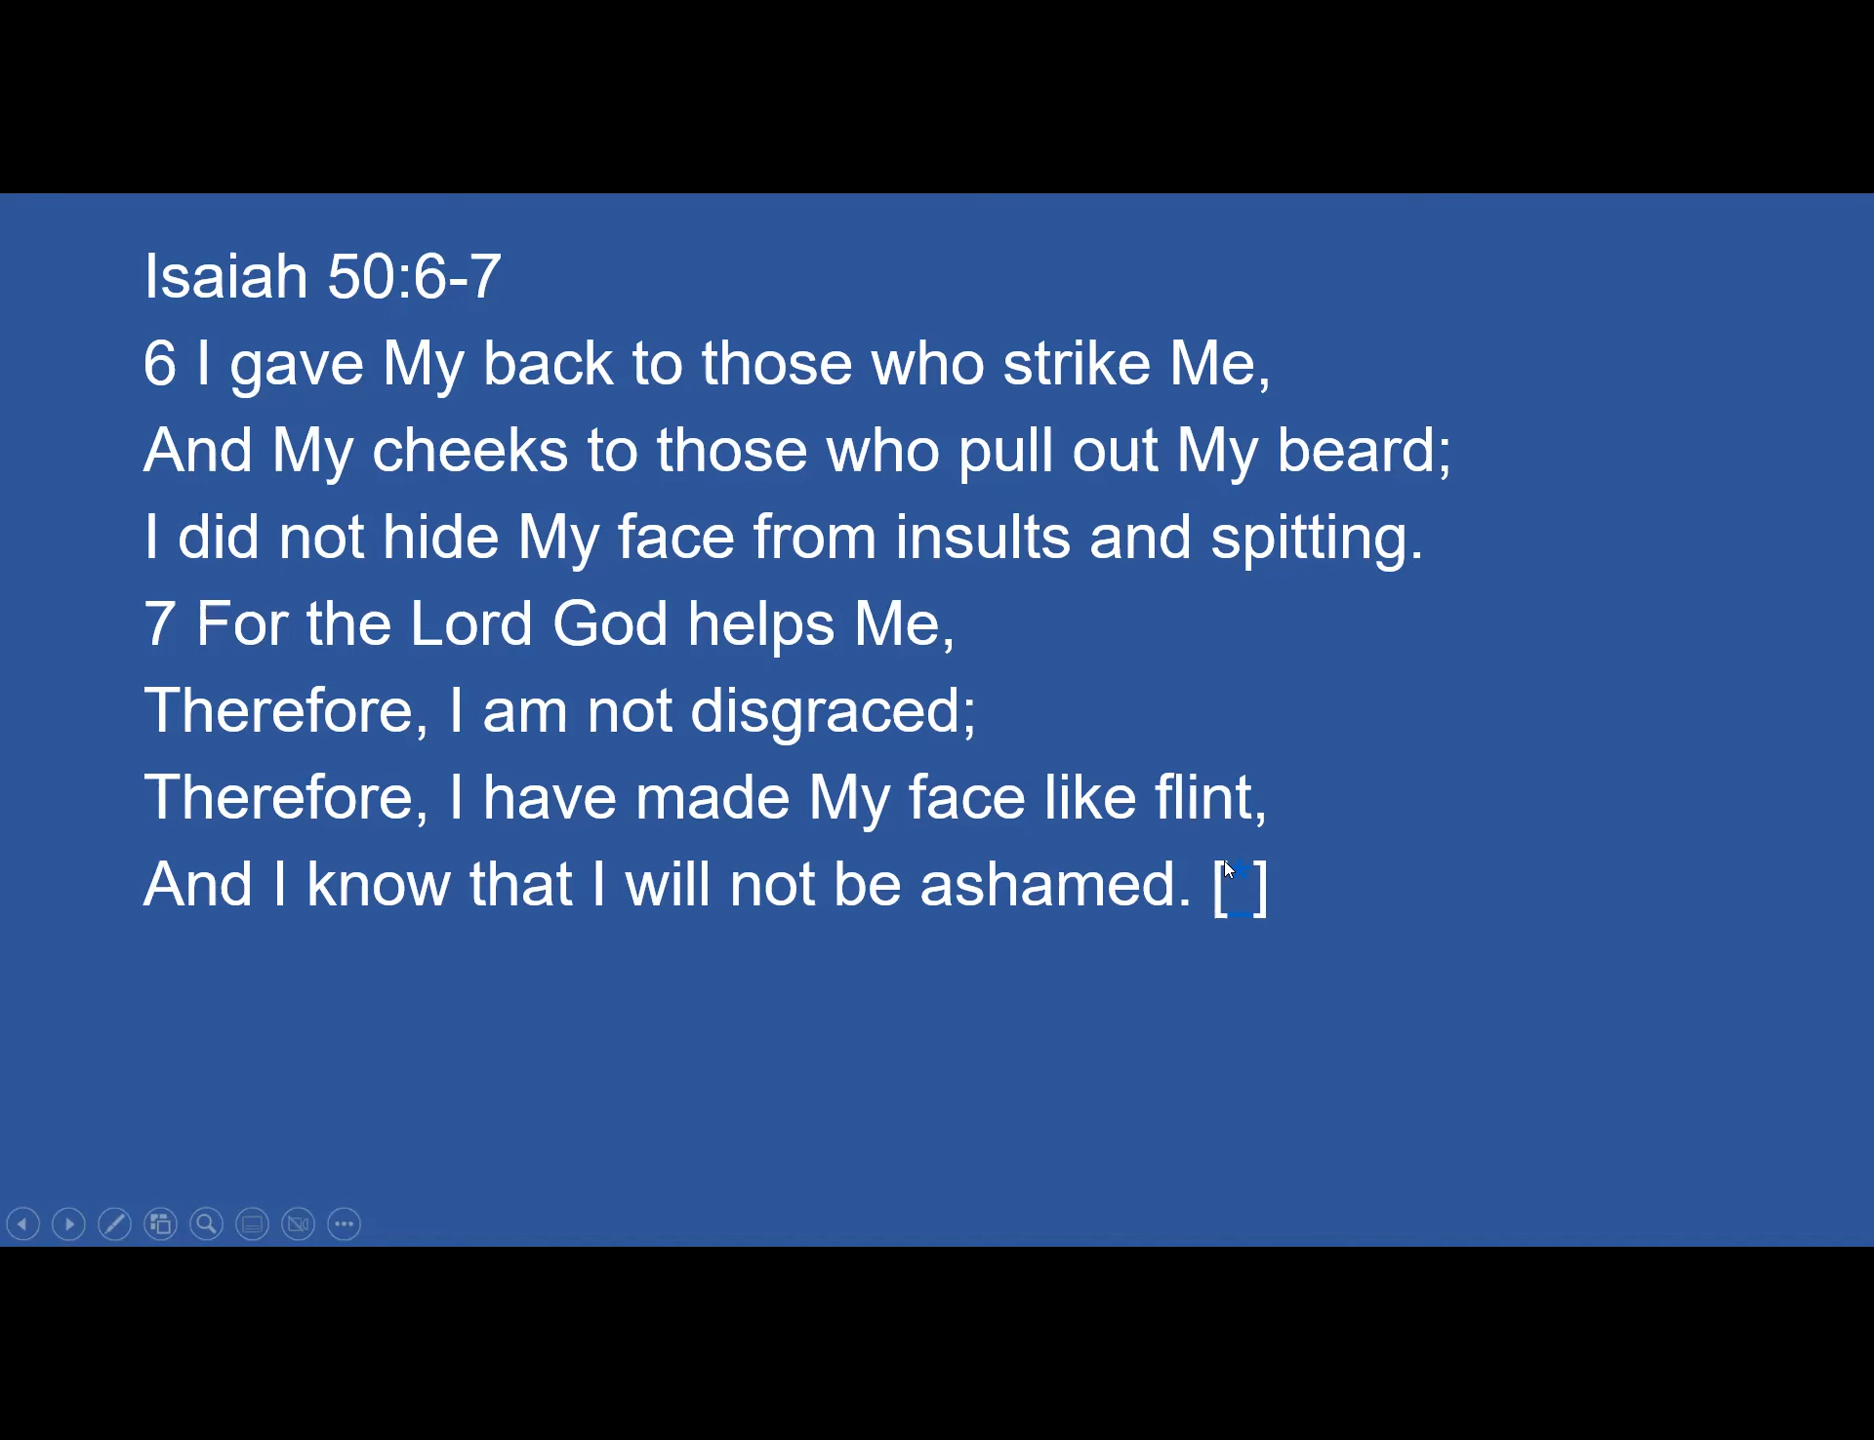 Isaiah 50:6-7
6 I gave My back to those who strike Me,
And My cheeks to those who pull out My beard;
I did not hide My face from insults and spitting.
7 For the Lord God helps Me,
Therefore, I am not disgraced;
Therefore, I have made My face like flint,
And I know that I will not be ashamed. [*]